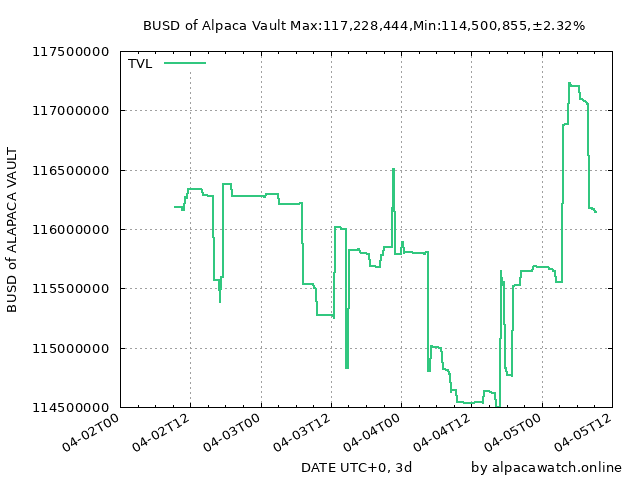 BUSD of Alpaca Vault Max:117,228,444,Min:114,500,855,±2.32%
TVL
117500000
117000000
116500000
116000000
115500000
115000000
114500000
BUSD of ALAPACA VAULT
04-02T00
04-02T12
04-03T00
04-03T12
04-04T00
04-04T12
04-05T00
04-05T12
DATE UTC+0, 3d
by alpacawatch.online